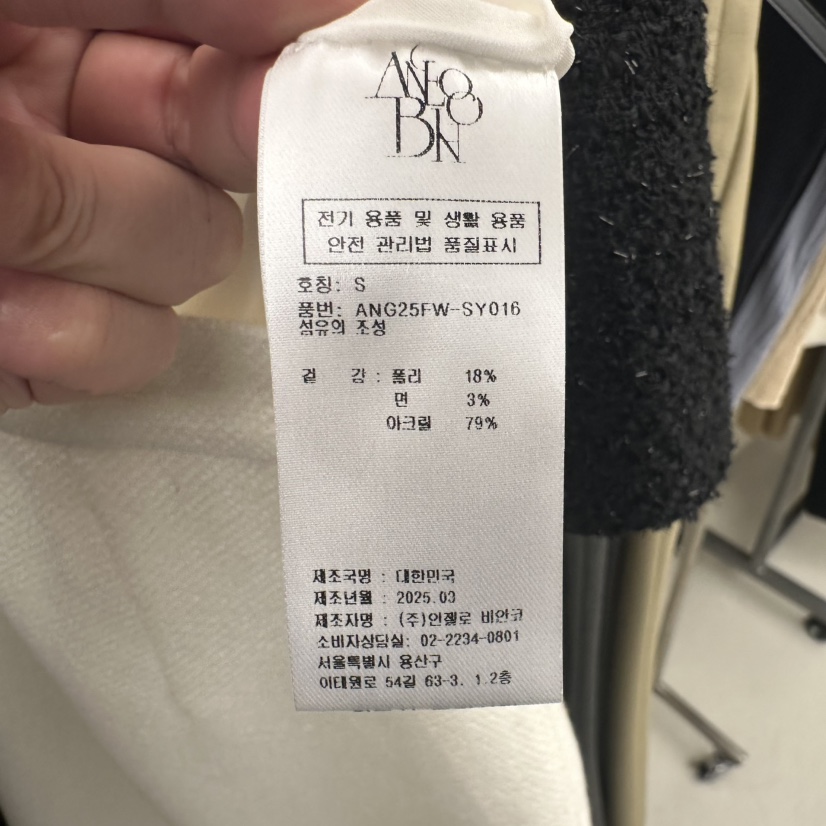 ANGELO
BIANCO
전기 용품 및 생활 용품
안전 관리법 품질표시
호칭: S
품번: ANG25FW-SY016
섬유의 조성
겉 감 : 폴리 18%
면 3%
아크릴 79%
제조국명 : 대한민국
제조년월 : 2025.03
제조자명 : (주)안젤로 비안코
소비자상담실: 02-2234-0801
서울특별시 용산구
이태원로 54길 63-3. 1.2층